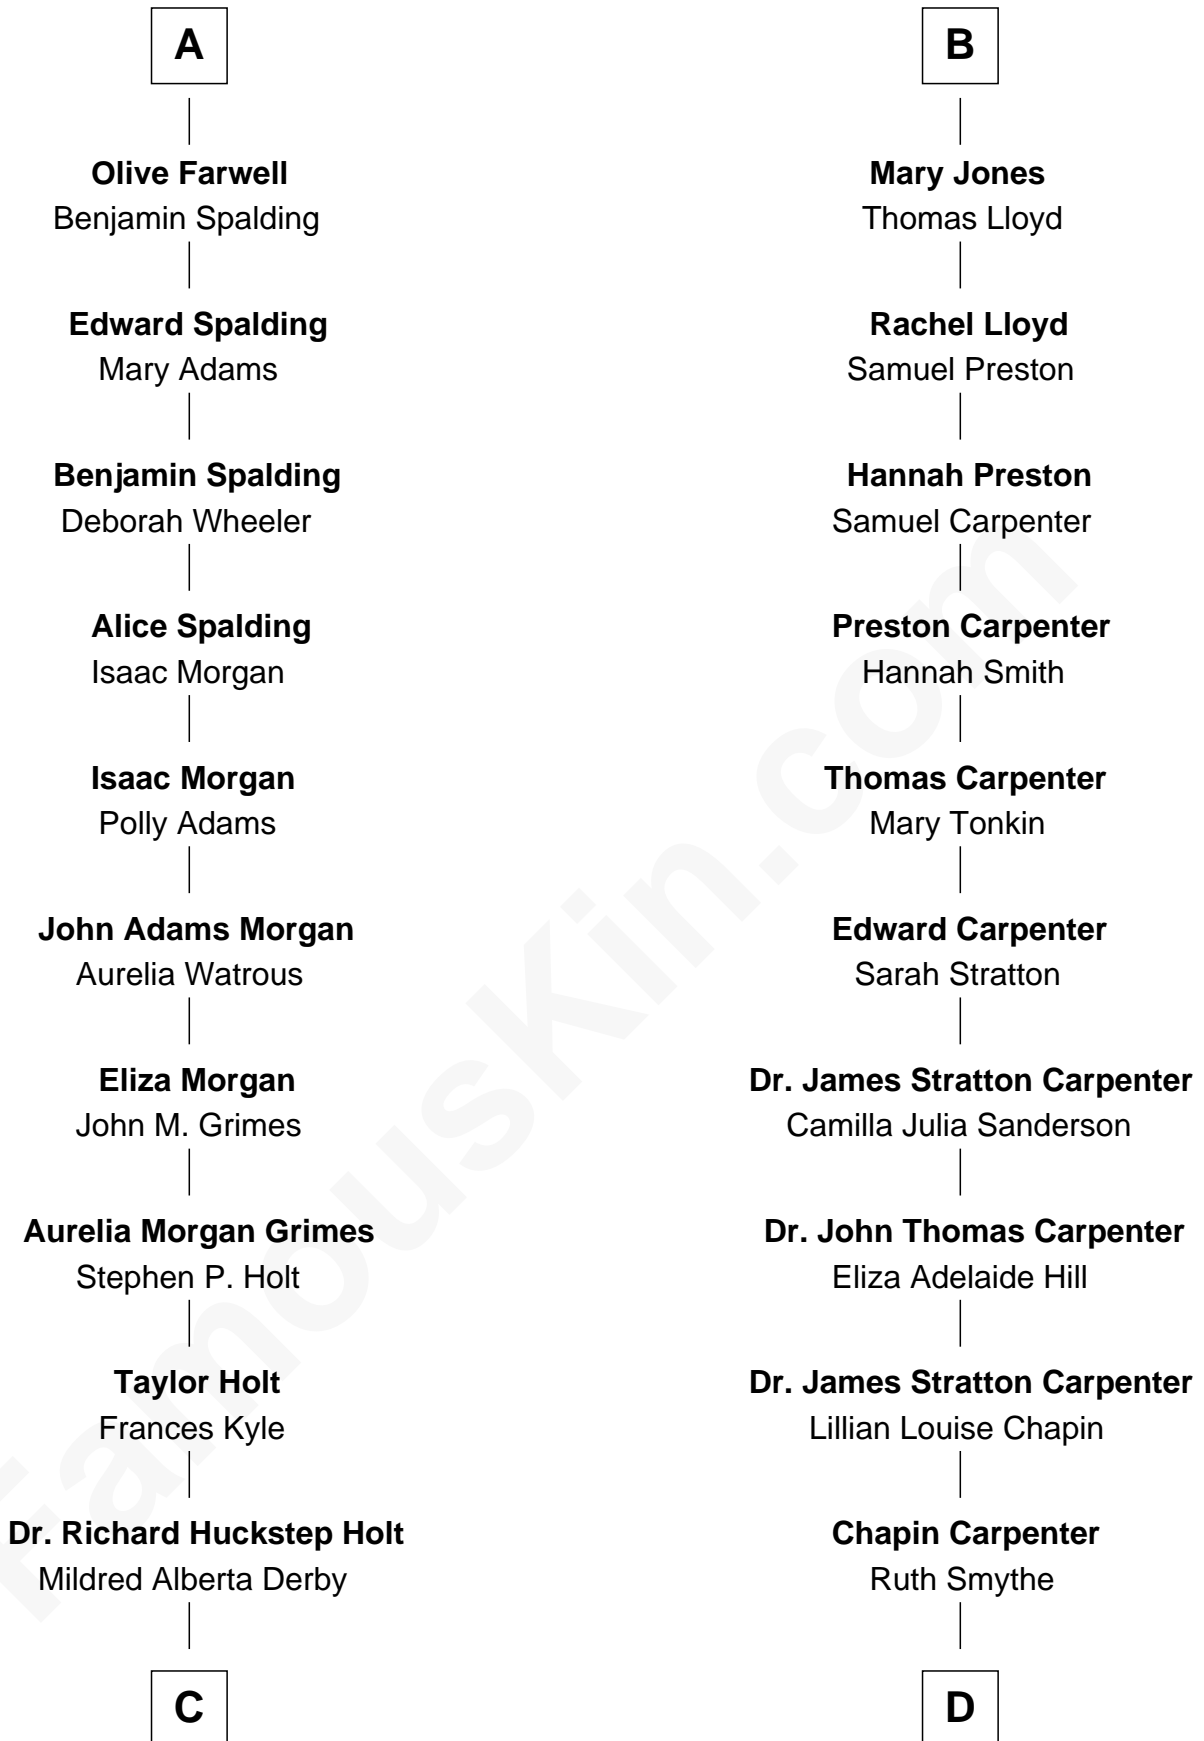 A
Olive Farwell
Benjamin Spalding
Edward Spalding
Mary Adams
Benjamin Spalding
Deborah Wheeler
Alice Spalding
Isaac Morgan
Isaac Morgan
Polly Adams
John Adams Morgan
Aurelia Watrous
Eliza Morgan
John M. Grimes
Aurelia Morgan Grimes
Stephen P. Holt
Taylor Holt
Frances Kyle
Dr. Richard Huckstep Holt
Mildred Alberta Derby
C
B
Mary Jones
Thomas Lloyd
Rachel Lloyd
Samuel Preston
Hannah Preston
Samuel Carpenter
Preston Carpenter
Hannah Smith
Thomas Carpenter
Mary Tonkin
Edward Carpenter
Sarah Stratton
Dr. James Stratton Carpenter
Camilla Julia Sanderson
Dr. John Thomas Carpenter
Eliza Adelaide Hill
Dr. James Stratton Carpenter
Lillian Louise Chapin
Chapin Carpenter
Ruth Smythe
D
FamousKin.com